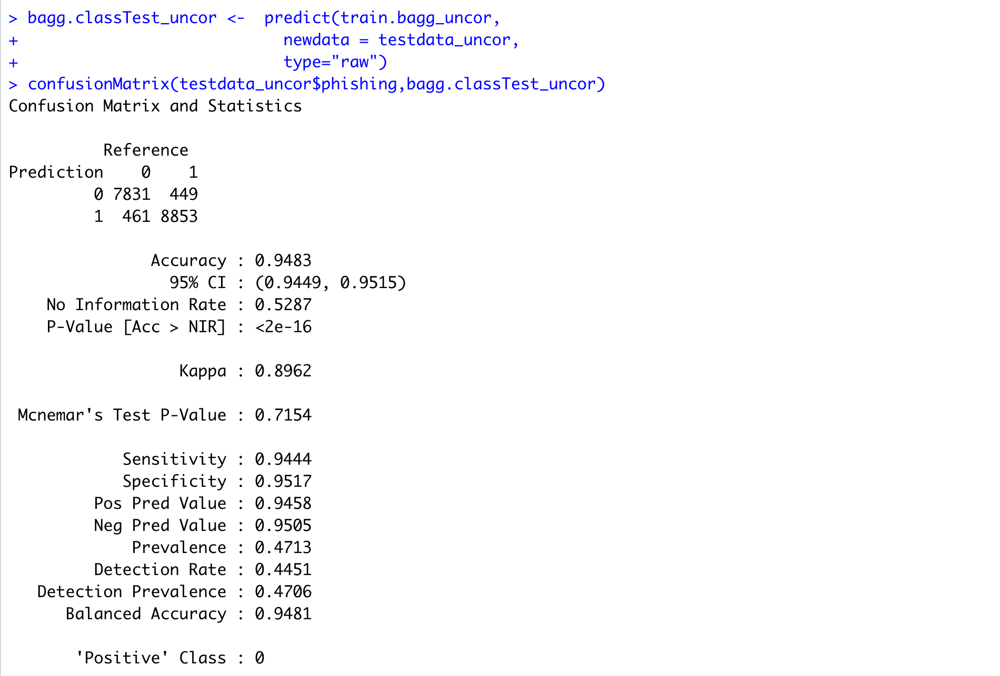 > bagg.classTest_uncor <-  predict(train.bagg_uncor,
+                            newdata = testdata_uncor,
+                            type="raw")
> confusionMatrix(testdata_uncor$phishing,bagg.classTest_uncor)
Confusion Matrix and Statistics

          Reference
Prediction    0    1
         0 7831  449
         1  461 8853

               Accuracy : 0.9483
                 95% CI : (0.9449, 0.9515)
    No Information Rate : 0.5287
    P-Value [Acc > NIR] : <2e-16

                  Kappa : 0.8962

 Mcnemar's Test P-Value : 0.7154

            Sensitivity : 0.9444
            Specificity : 0.9517
         Pos Pred Value : 0.9458
         Neg Pred Value : 0.9505
             Prevalence : 0.4713
         Detection Rate : 0.4451
   Detection Prevalence : 0.4706
      Balanced Accuracy : 0.9481

       'Positive' Class : 0